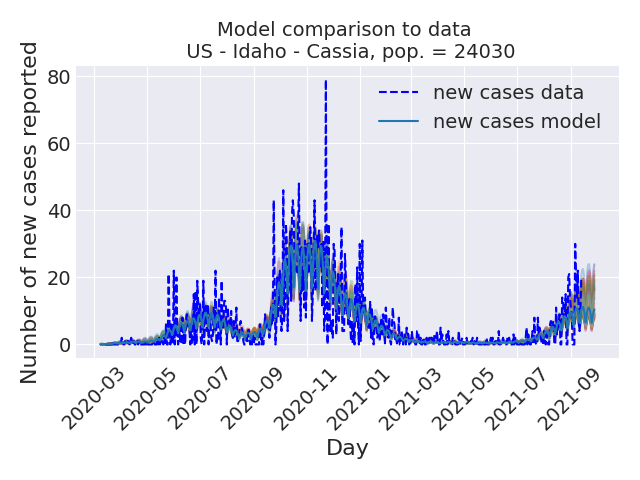 Model comparison to data
US - Idaho - Cassia, pop. = 24030
Number of new cases reported
80
60
40
20
0
new cases data
new cases model
2020-03
2020-05
2020-07
2020-09
2020-11
2021-01
2021-03
2021-05
2021-07
2021-09
Day